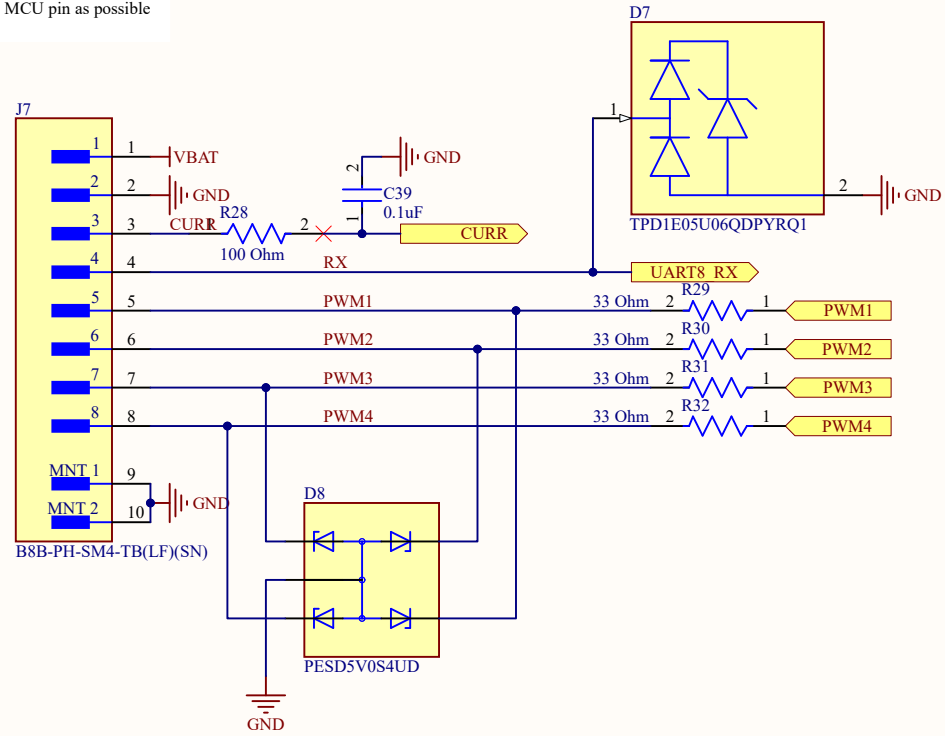 MCU pin as possible
D7
J7
1
1
1
VBAT
2
2
GND
2
GND
C39
0.1uF
1
2
GND
TPD1E05U06QDPYRQ1
3
3
CURR
1
R28
2
CURR
100 Ohm
4
4
RX
UART8_RX
5
5
PWM1
33 Ohm
2
R29
1
PWM1
6
6
PWM2
33 Ohm
2
R30
1
PWM2
7
7
PWM3
33 Ohm
2
R31
1
PWM3
8
8
PWM4
33 Ohm
2
R32
1
PWM4
MNT 1
9
GND
MNT 2
10
D8
B8B-PH-SM4-TB(LF)(SN)
PESD5V0S4UD
GND